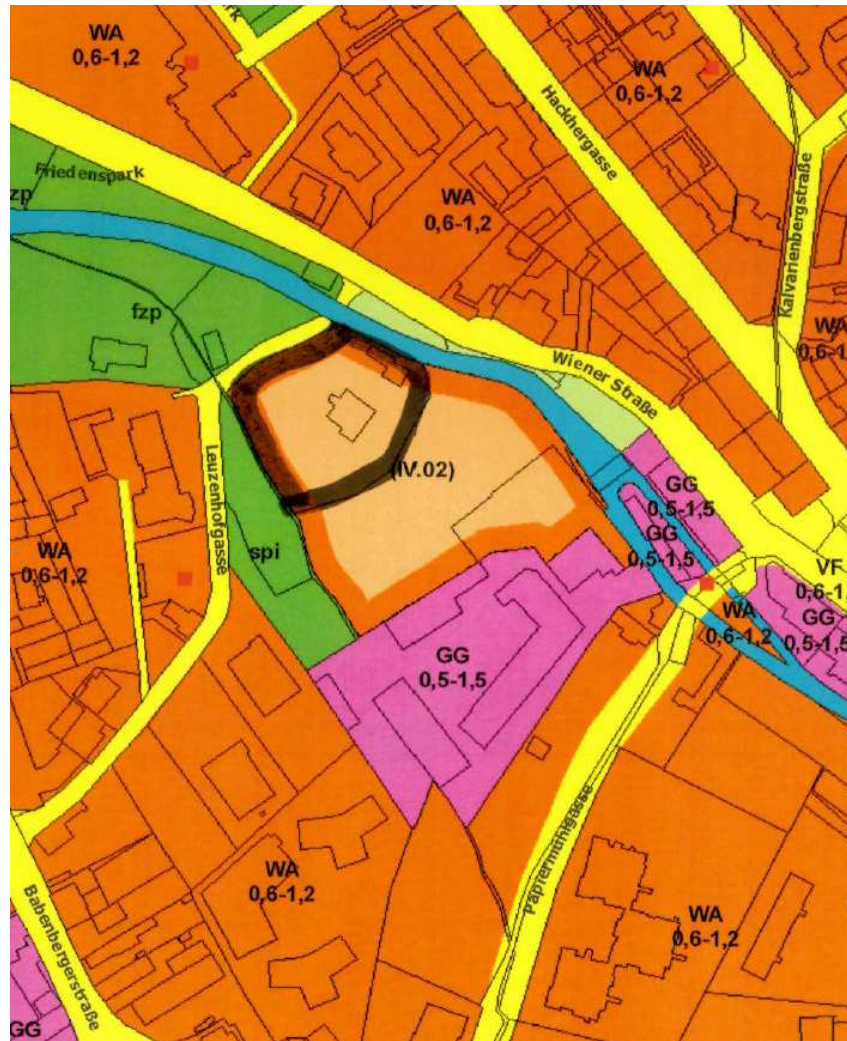 WA
0,6-1,2
WA
0,6-1,2
Hackhergasse
Kalvarienbergstraße
Friedenspark
zp
WA
0,6-1,2
fzp
WA
0,6-1
Wiener Straße
Leuzenhofgasse
(IV.02)
GG
0,5-1,5
GG
0,5-1,5
spi
WA
0,6-1,2
VF
0,6-1,
WA
0,6-1,2
GG
0,5-1,5
GG
0,5-1,5
Papiermühlgasse
WA
0,6-1,2
WA
0,6-1,2
Babenbergerstraße
GG